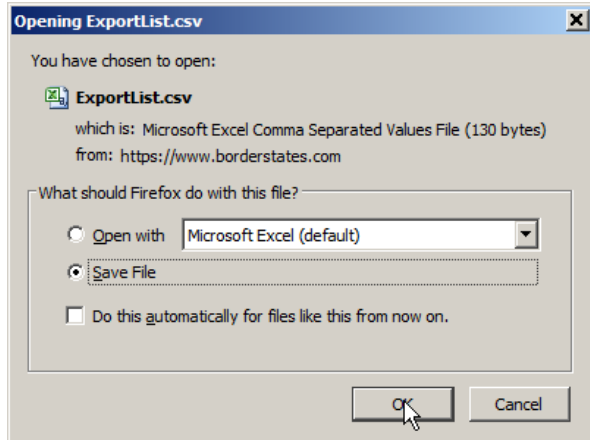 Opening ExportList.csv
You have chosen to open:
ExportList.csv
which is: Microsoft Excel Comma Separated Values File (130 bytes)
from: https://www.borderstates.com
What should Firefox do with this file?
Open with Microsoft Excel (default)
Save File
Do this automatically for files like this from now on.
OK Cancel